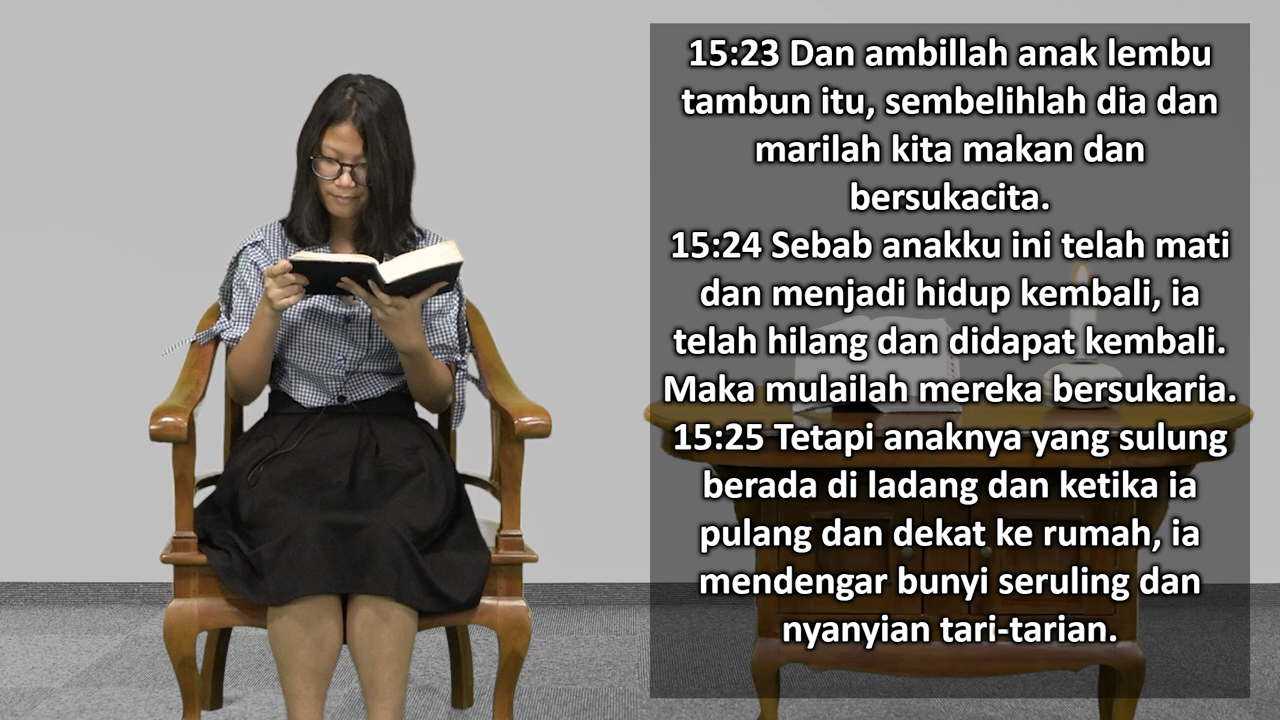 15:23 Dan ambillah anak lembu
tambun itu, sembelihlah dia dan
marilah kita makan dan
bersukacita.
15:24 Sebab anakku ini telah mati
dan menjadi hidup kembali, ia
telah hilang dan didapat kembali.
Maka mulailah mereka bersukaria.
15:25 Tetapi anaknya yang sulung
berada di ladang dan ketika ia
pulang dan dekat ke rumah, ia
mendengar bunyi seruling dan
nyanyian tari-tarian.